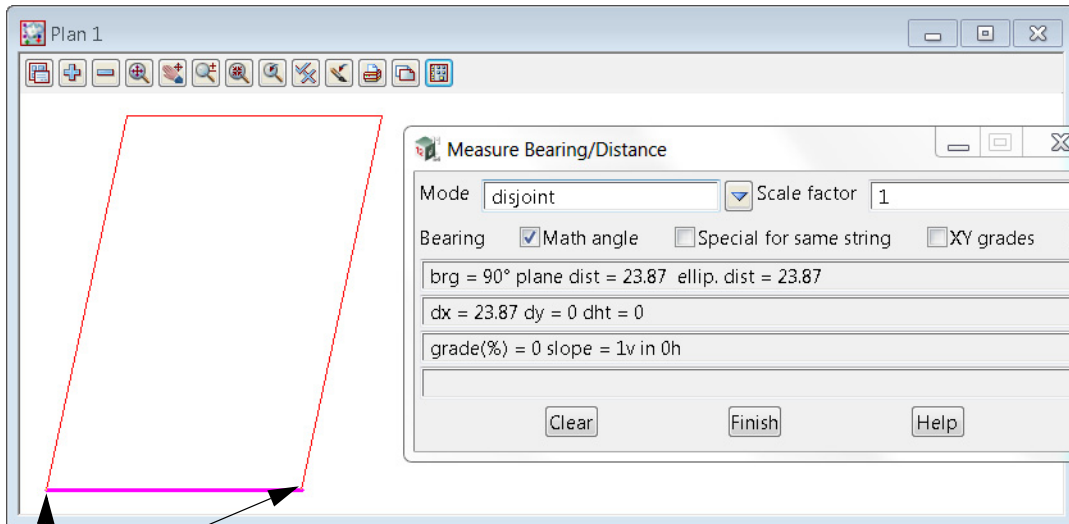 Plan 1
Measure Bearing/Distance
Mode disjoint Scale factor 1
Bearing Math angle Special for same string XY grades
brg = 90° plane dist = 23.87 ellip. dist = 23.87
dx = 23.87 dy = 0 dht = 0
grade(%) = 0 slope = 1v in 0h
Clear Finish Help